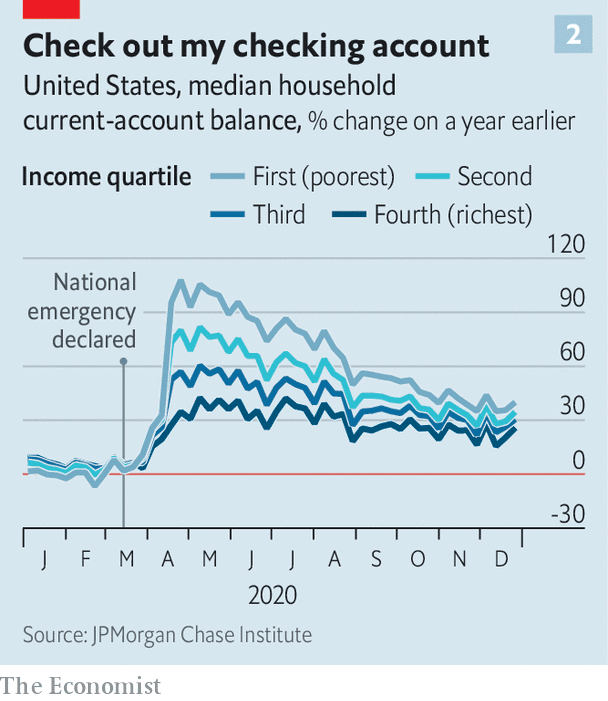 Check out my checking account
2
United States, median household
current-account balance, % change on a year earlier
Income quartile
First (poorest)
Second
Third
Fourth (richest)
120
90
60
30
0
-30
National
emergency
declared
J F M A M J J A S O N D
2020
Source: JPMorgan Chase Institute
The Economist